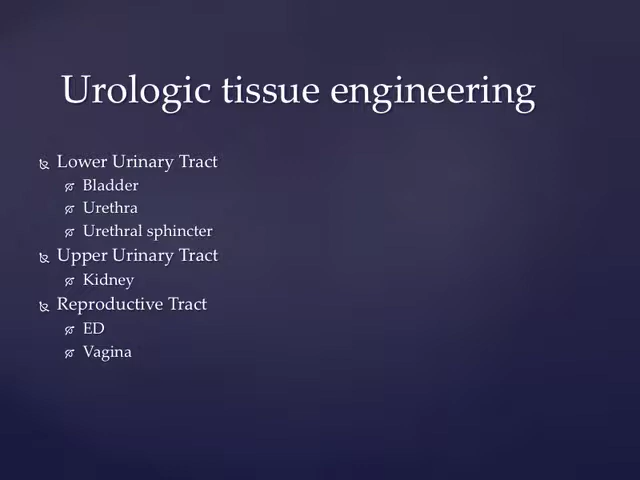 Urologic tissue engineering
Lower Urinary Tract
Bladder
Urethra
Urethral sphincter
Upper Urinary Tract
Kidney
Reproductive Tract
ED
Vagina